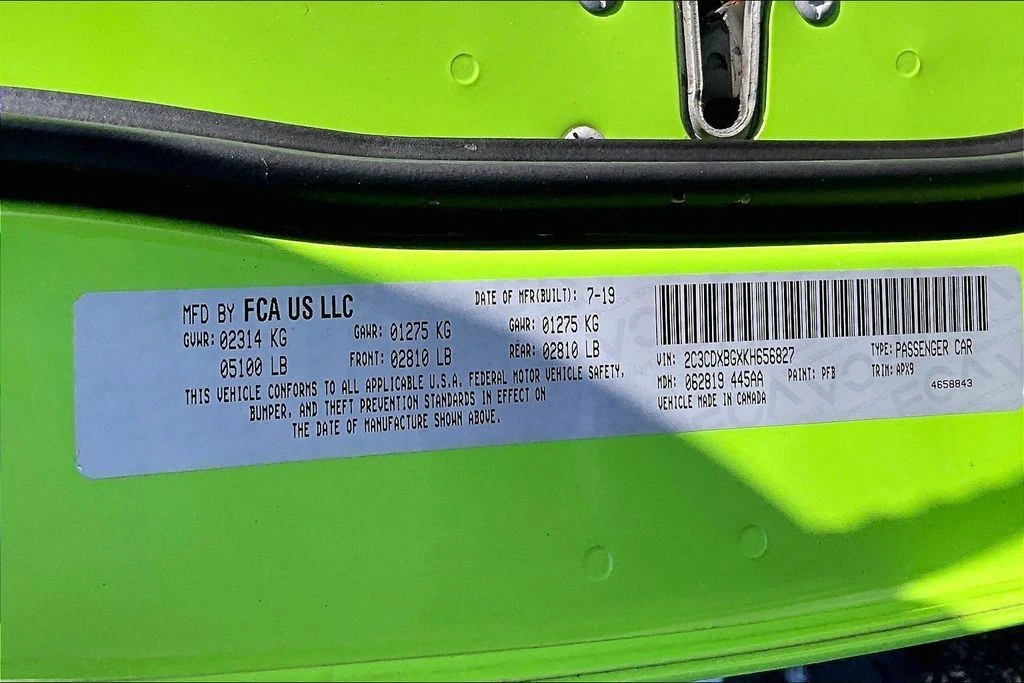 MFD BY FCA US LLC
DATE OF MFR(BUILT): 7-19
GVWR: 02314 KG
GAWR: 01275 KG
GAWR: 01275 KG
05100 LB
FRONT: 02810 LB
REAR: 02810 LB
THIS VEHICLE CONFORMS TO ALL APPLICABLE U.S.A. FEDERAL MOTOR VEHICLE SAFETY,
BUMPER, AND THEFT PREVENTION STANDARDS IN EFFECT ON
THE DATE OF MANUFACTURE SHOWN ABOVE.
VIN: 2C3CDXBGXKH656827
TYPE: PASSENGER CAR
MDH: 062819 445AA
PAINT: PFB
TRIM: APX9
VEHICLE MADE IN CANADA
4658843